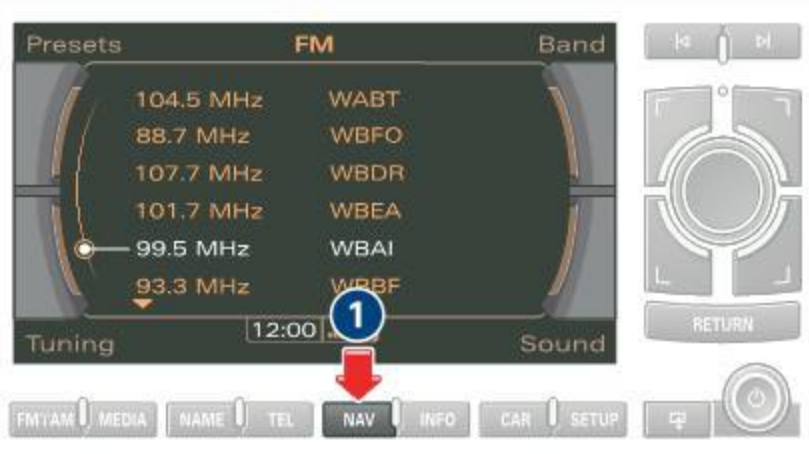 Presets FM Band
104.5 MHz WABT
88.7 MHz WBFO
107.7 MHz WBDR
101.7 MHz WBEA
99.5 MHz WBAI
93.3 MHz WBBF
12:00
1
Tuning Sound
RETURN
FM/AM MEDIA NAME TEL NAV INFO CAR SETUP